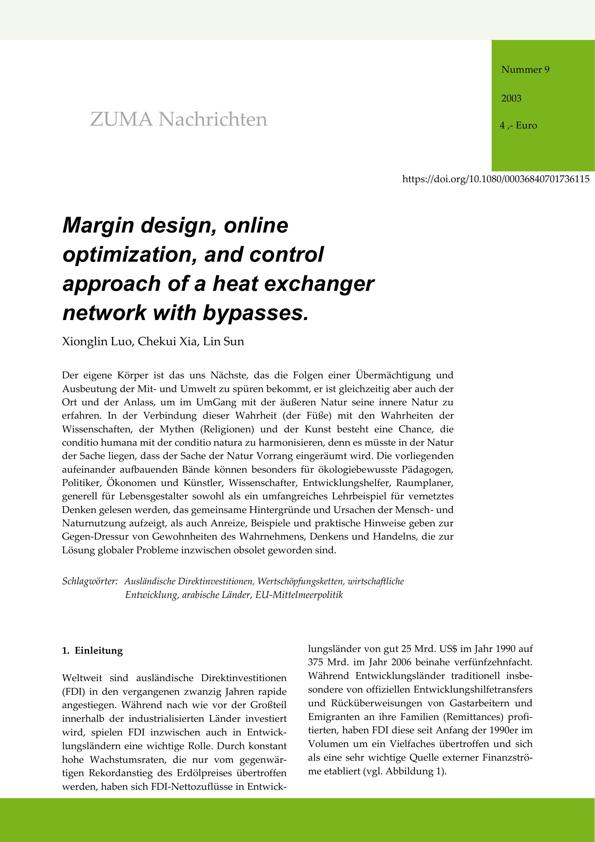 Nummer 9
2003
4 ,- Euro
ZUMA Nachrichten
https://doi.org/10.1080/00036840701736115
Margin design, online
optimization, and control
approach of a heat exchanger
network with bypasses.
Xionglin Luo, Chekui Xia, Lin Sun
Der eigene Körper ist das uns Nächste, das die Folgen einer Übermächtigung und
Ausbeutung der Mit- und Umwelt zu spüren bekommt, er ist gleichzeitig aber auch der
Ort und der Anlass, um im UmGang mit der äußeren Natur seine innere Natur zu
erfahren. In der Verbindung dieser Wahrheit (der Füße) mit den Wahrheiten der
Wissenschaften, der Mythen (Religionen) und der Kunst besteht eine Chance, die
conditio humana mit der conditio natura zu harmonisieren, denn es müsste in der Natur
der Sache liegen, dass der Sache der Natur Vorrang eingeräumt wird. Die vorliegenden
aufeinander aufbauenden Bände können besonders für ökologiebewusste Pädagogen,
Politiker, Ökonomen und Künstler, Wissenschafter, Entwicklungshelfer, Raumplaner,
generell für Lebensgestalter sowohl als ein umfangreiches Lehrbeispiel für vernetztes
Denken gelesen werden, das gemeinsame Hintergründe und Ursachen der Mensch- und
Naturnutzung aufzeigt, als auch Anreize, Beispiele und praktische Hinweise geben zur
Gegen-Dressur von Gewohnheiten des Wahrnehmens, Denkens und Handelns, die zur
Lösung globaler Probleme inzwischen obsolet geworden sind.
Schlagwörter: Ausländische Direktinvestitionen, Wertschöpfungsketten, wirtschaftliche
Entwicklung, arabische Länder, EU-Mittelmeerpolitik
1. Einleitung
Weltweit sind ausländische Direktinvestitionen
(FDI) in den vergangenen zwanzig Jahren rapide
angestiegen. Während nach wie vor der Großteil
innerhalb der industrialisierten Länder investiert
wird, spielen FDI inzwischen auch in Entwick-
lungsländern eine wichtige Rolle. Durch konstant
hohe Wachstumsraten, die nur vom gegenwär-
tigen Rekordanstieg des Erdölpreises übertroffen
werden, haben sich FDI-Nettozuflüsse in Entwick-
lungsländer von gut 25 Mrd. US$ im Jahr 1990 auf
375 Mrd. im Jahr 2006 beinahe verfünfzehnfacht.
Während Entwicklungsländer traditionell insbe-
sondere von offiziellen Entwicklungshilfetransfers
und Rücküberweisungen von Gastarbeitern und
Emigranten an ihre Familien (Remittances) profi-
tierten, haben FDI diese seit Anfang der 1990er im
Volumen um ein Vielfaches übertroffen und sich
als eine sehr wichtige Quelle externer Finanzströ-
me etabliert (vgl. Abbildung 1).